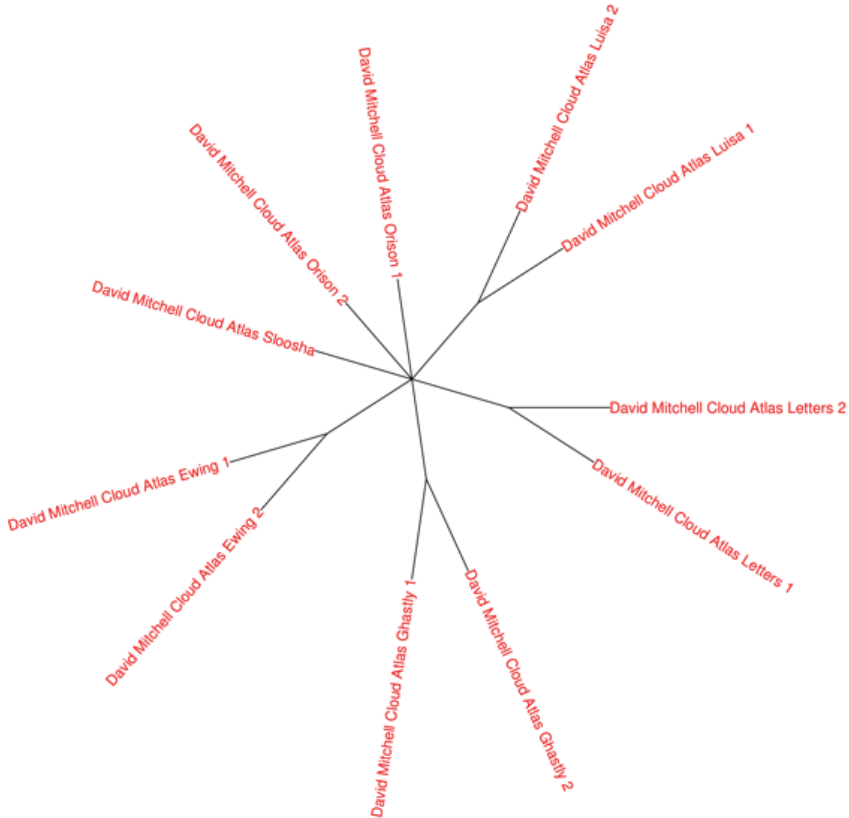 David Mitchell Cloud Atlas Luisa 2
David Mitchell Cloud Atlas Orison 1
David Mitchell Cloud Atlas Luisa 1
David Mitchell Cloud Atlas Orison 2
David Mitchell Cloud Atlas Sloosha
David Mitchell Cloud Atlas Letters 2
David Mitchell Cloud Atlas Letters 1
David Mitchell Cloud Atlas Ewing 1
David Mitchell Cloud Atlas Ewing 2
David Mitchell Cloud Atlas Ghastly 1
David Mitchell Cloud Atlas Ghastly 2